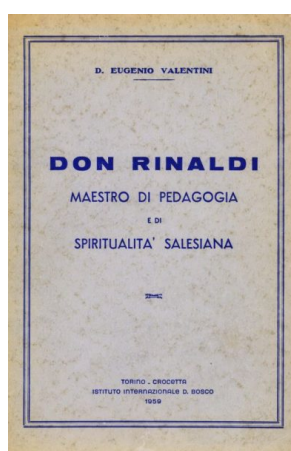 D. EUGENIO VALENTINI
DON RINALDI
MAESTRO DI PEDAGOGIA
E DI
SPIRITUALITA' SALESIANA
TORINO - CROCETTA
ISTITUTO INTERNAZIONALE D. BOSCO
1959